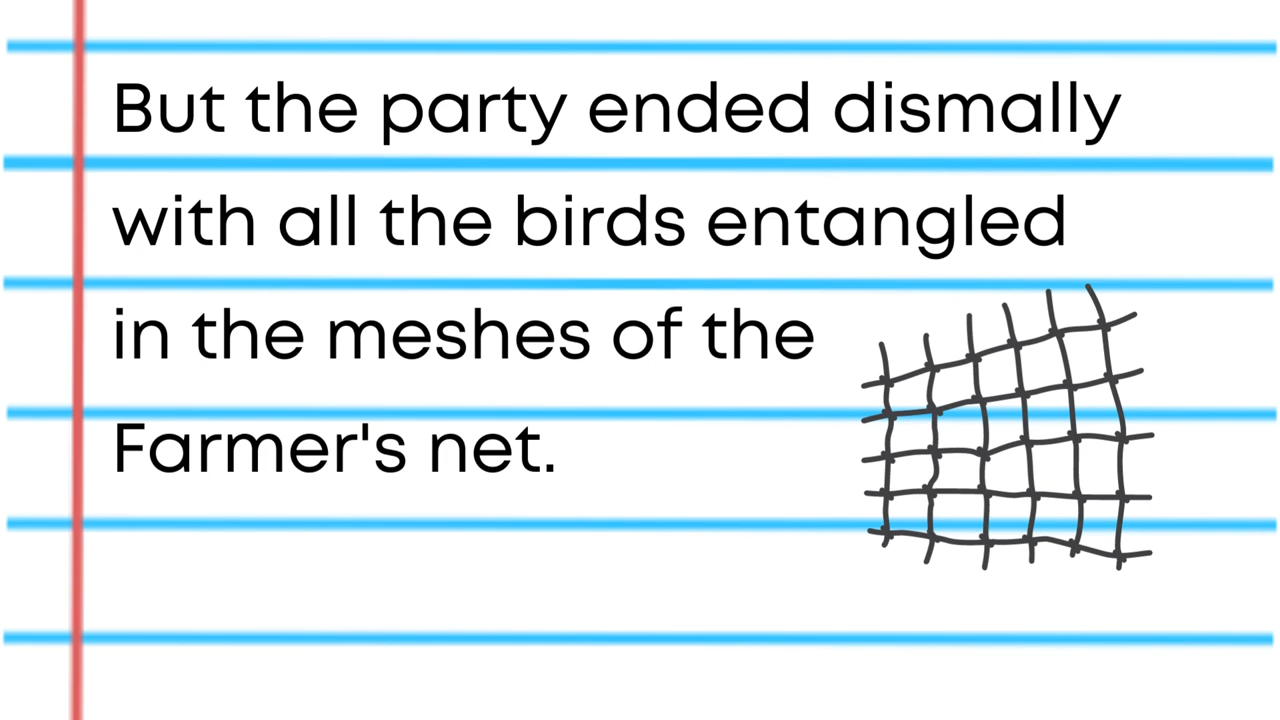 But the party ended dismally
with all the birds entangled
in the meshes of the
Farmer's net.